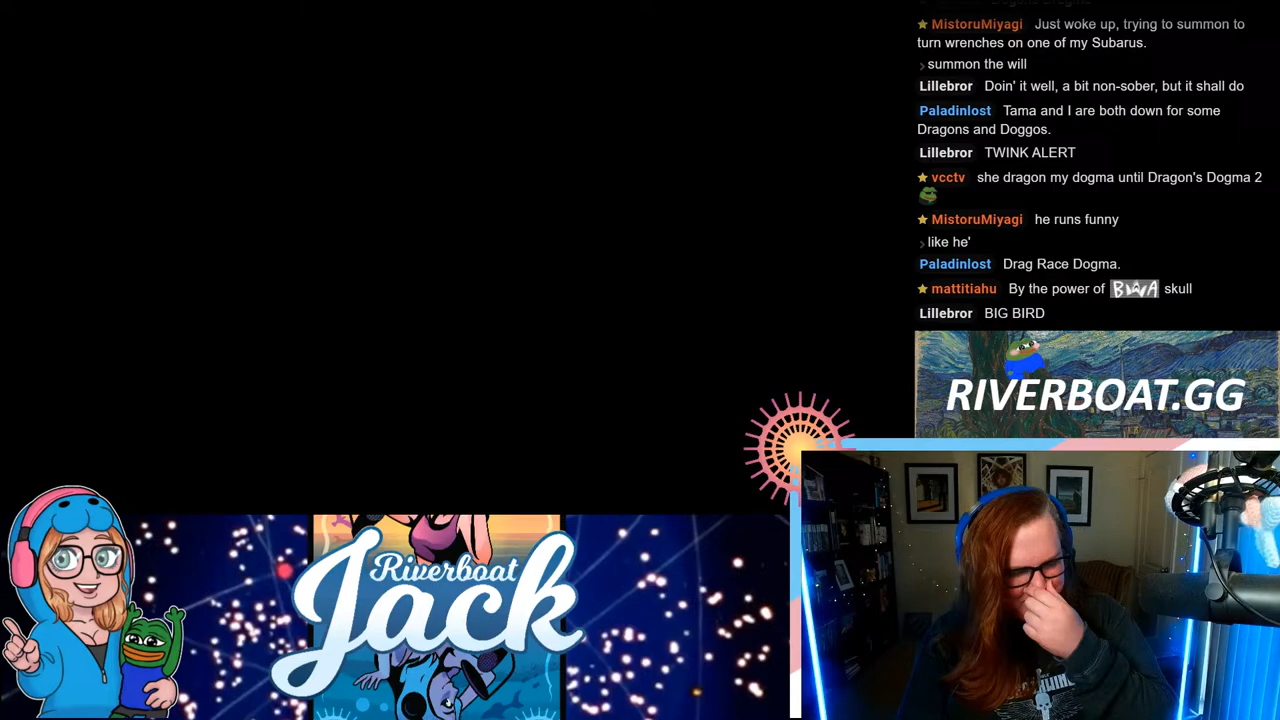 MistoruMiyagi Just woke up, trying to summon to
turn wrenches on one of my Subarus.
summon the will
Lillebror Doin' it well, a bit non-sober, but it shall do
Paladinlost Tama and I are both down for some
Dragons and Doggos.
Lillebror TWINK ALERT
vcctv she dragon my dogma until Dragon's Dogma 2
MistoruMiyagi he runs funny
like he'
Paladinlost Drag Race Dogma.
mattitiahu By the power of BWA skull
Lillebror BIG BIRD
RIVERBOAT.GG
Riverboat
Jack